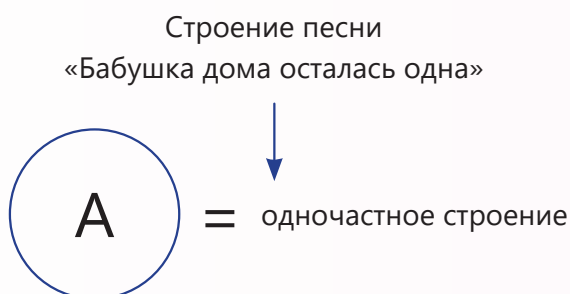 Строение песни
«Бабушка дома осталась одна»
А = одночастное строение